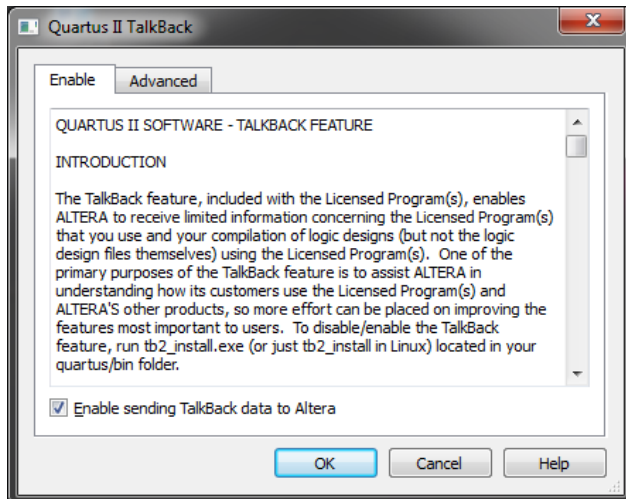 Quartus II TalkBack
Enable
Advanced
QUARTUS II SOFTWARE - TALKBACK FEATURE
INTRODUCTION
The TalkBack feature, included with the Licensed Program(s), enables
ALTERA to receive limited information concerning the Licensed Program(s)
that you use and your compilation of logic designs (but not the logic
design files themselves) using the Licensed Program(s).  One of the
primary purposes of the TalkBack feature is to assist ALTERA in
understanding how its customers use the Licensed Program(s) and
ALTERA'S other products, so more effort can be placed on improving the
features most important to users.  To disable/enable the TalkBack
feature, run tb2_install.exe (or just tb2_install in Linux) located in your
quartus/bin folder.
Enable sending TalkBack data to Altera
OK
Cancel
Help